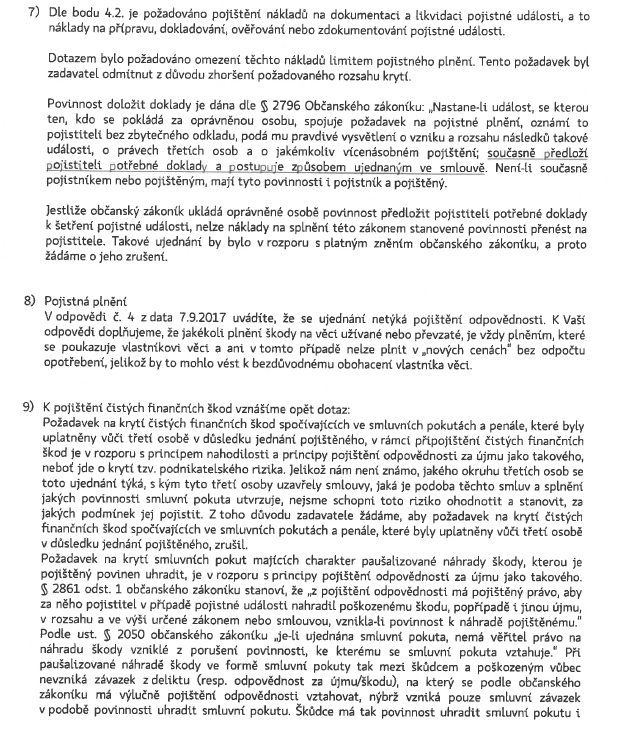 7) Dle bodu 4.2. je požadováno pojištění nákladů na dokumentaci a likvidaci pojistné události, a to
náklady na přípravu, dokladování, ověřování nebo zdokumentování pojistné události.
Dotazem bylo požadováno omezení těchto nákladů limitem pojistného plnění. Tento požadavek byl
zadavatel odmítnut z důvodu zhoršení požadovaného rozsahu krytí.
Povinnost doložit doklady je dána dle § 2796 Občanského zákoníku: „Nastane-li událost, se kterou
ten, kdo se pokládá za oprávněnou osobu, spojuje požadavek na pojistné plnění, oznámí to
pojistiteli bez zbytečného odkladu, podá mu pravdivé vysvětlení o vzniku a rozsahu následků takové
události, o právech třetích osob a o jakémkoliv vícenásobném pojištění; současně předloží
pojistiteli potřebné doklady a postupuje způsobem ujednaným ve smlouvě. Není-li současně
pojistníkem nebo pojištěným, mají tyto povinnosti i pojistník a pojištěný.
Jestliže občanský zákoník ukládá oprávněné osobě povinnost předložit pojistiteli potřebné doklady
k šetření pojistné události, nelze náklady na splnění této zákonem stanovené povinnosti přenést na
pojistitele. Takové ujednání by bylo v rozporu s platným zněním občanského zákoníku, a proto
žádáme o jeho zrušení.
8) Pojistná plnění
V odpovědi č. 4 z data 7.9.2017 uvádíte, že se ujednání netýká pojištění odpovědnosti. K Vaší
odpovědi doplňujeme, že jakékoli plnění škody na věci užívané nebo převzaté, je vždy plněním, které
se poukazuje vlastníkovi věci a ani v tomto případě nelze plnit v „nových cenách“ bez odpočtu
opotřebení, jelikož by to mohlo vést k bezdůvodnému obohacení vlastníka věci.
9) K pojištění čistých finančních škod vznášíme opět dotaz:
Požadavek na krytí čistých finančních škod spočívajících ve smluvních pokutách a penále, které byly
uplatněny vůči třetí osobě v důsledku jednání pojištěného, v rámci připojištění čistých finančních
škod je v rozporu s principem nahodilosti a principy pojištění odpovědnosti za újmu jako takového,
neboť jde o krytí tzv. podnikatelského rizika. Jelikož nám není známo, jakého okruhu třetích osob se
toto ujednání týká, s kým tyto třetí osoby uzavřely smlouvy, jaká je podoba těchto smluv a splnění
jakých povinnosti smluvní pokuta utvrzuje, nejsme schopni toto riziko ohodnotit a stanovit, za
jakých podmínek jej pojistit. Z toho důvodu zadavatele žádáme, aby požadavek na krytí čistých
finančních škod spočívajících ve smluvních pokutách a penále, které byly uplatněny vůči třetí osobě
v důsledku jednání pojištěného, zrušil.
Požadavek na krytí smluvních pokut majících charakter paušalizované náhrady škody, kterou je
pojištěný povinen uhradit, je v rozporu s principy pojištění odpovědnosti za újmu jako takového.
§ 2861 odst. 1 občanského zákoníku stanoví, že „z pojištění odpovědnosti má pojištěný právo, aby
za něho pojistitel v případě pojistné události nahradil poškozenému škodu, popřípadě i jinou újmu,
v rozsahu a ve výši určené zákonem nebo smlouvou, vznikla-li povinnost k náhradě pojištěnému.“
Podle ust. § 2050 občanského zákoníku „je-li ujednána smluvní pokuta, nemá věřitel právo na
náhradu škody vzniklé z porušení povinnosti, ke kterému se smluvní pokuta vztahuje.“ Při
paušalizované náhradě škody ve formě smluvní pokuty tak mezi škůdcem a poškozeným vůbec
nevzniká závazek z deliktu (resp. odpovědnost za újmu/škodu), na který se podle občanského
zákoníku má výlučně pojištění odpovědnosti vztahovat, nýbrž vzniká pouze smluvní závazek
v podobě povinnosti uhradit smluvní pokutu. Škůdce má tak povinnost uhradit smluvní pokutu i